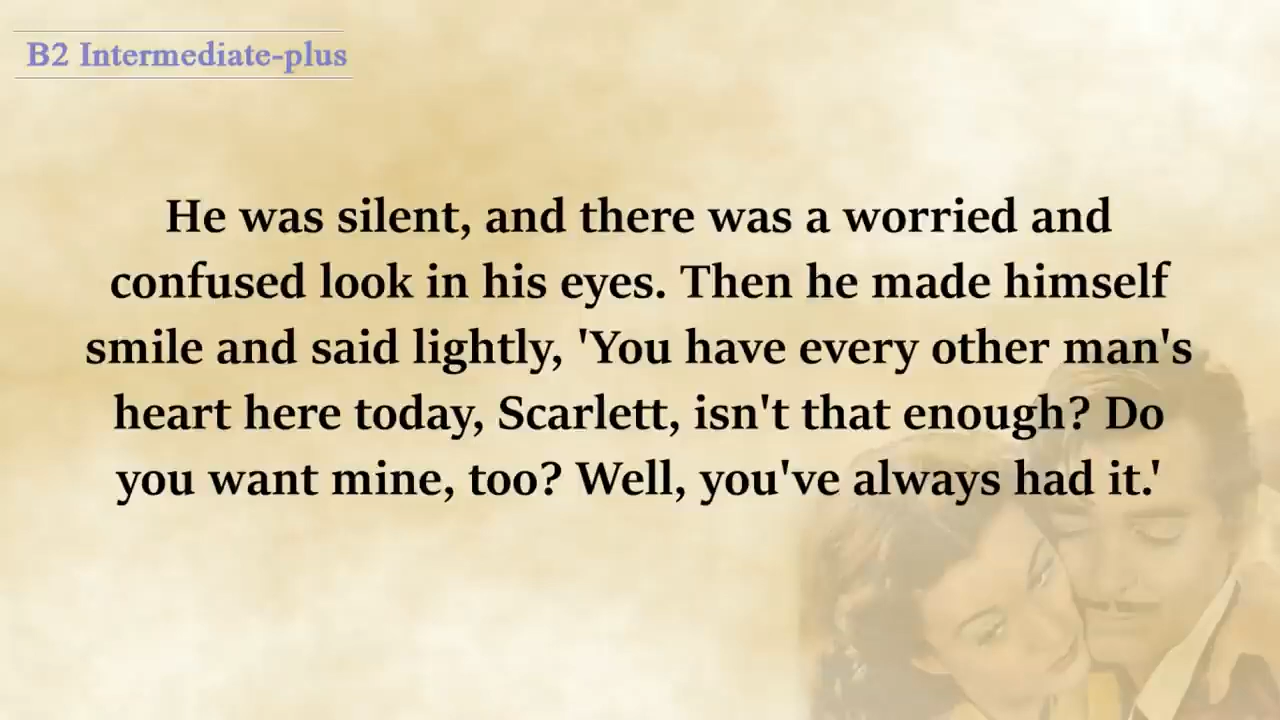 B2 Intermediate-plus
He was silent, and there was a worried and
confused look in his eyes. Then he made himself
smile and said lightly, 'You have every other man's
heart here today, Scarlett, isn't that enough? Do
you want mine, too? Well, you've always had it.'